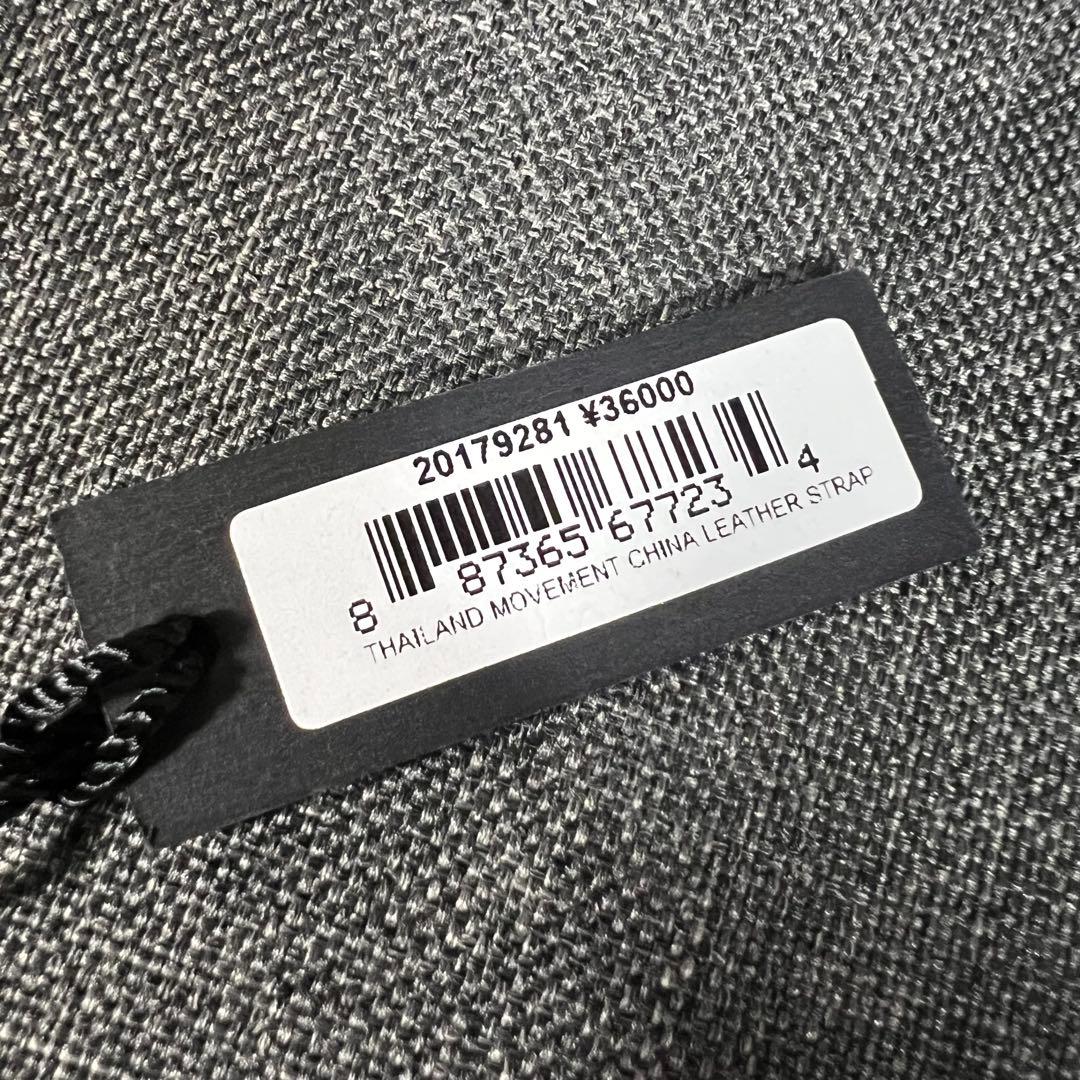 20179281 ¥36000
8 87365 67723 4
THAILAND MOVEMENT CHINA LEATHER STRAP